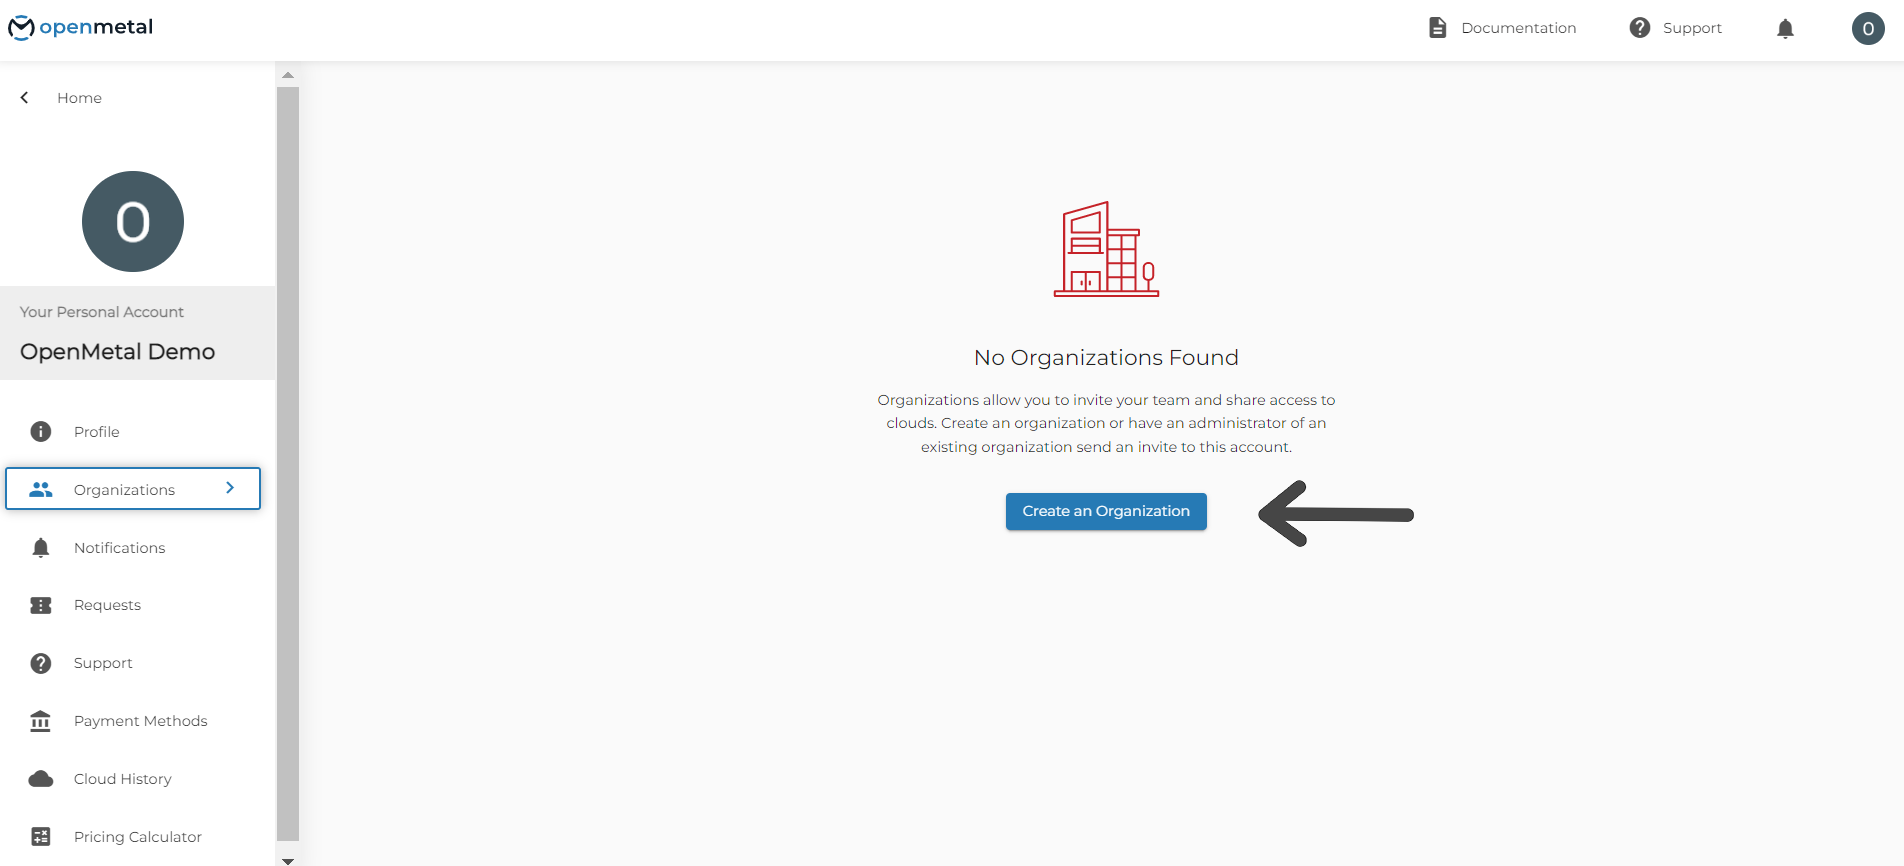 openmetal
Documentation
Support
0
Home
0
Your Personal Account
OpenMetal Demo
Profile
Organizations
Notifications
Requests
Support
Payment Methods
Cloud History
Pricing Calculator
No Organizations Found
Organizations allow you to invite your team and share access to
clouds. Create an organization or have an administrator of an
existing organization send an invite to this account.
Create an Organization